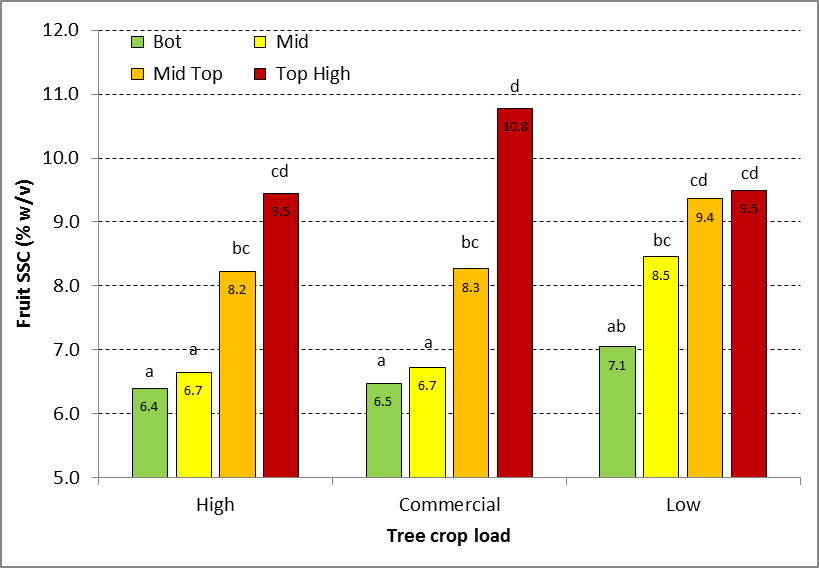 12.0
11.0
10.0
9.0
8.0
7.0
6.0
5.0
Fruit SSC (% w/v)
Bot Mid
Mid Top Top High
a a bc cd
6.4 6.7 8.2 9.5
a a bc d
6.5 6.7 8.3 10.8
ab bc cd cd
7.1 8.5 9.4 9.5
High Commercial Low
Tree crop load